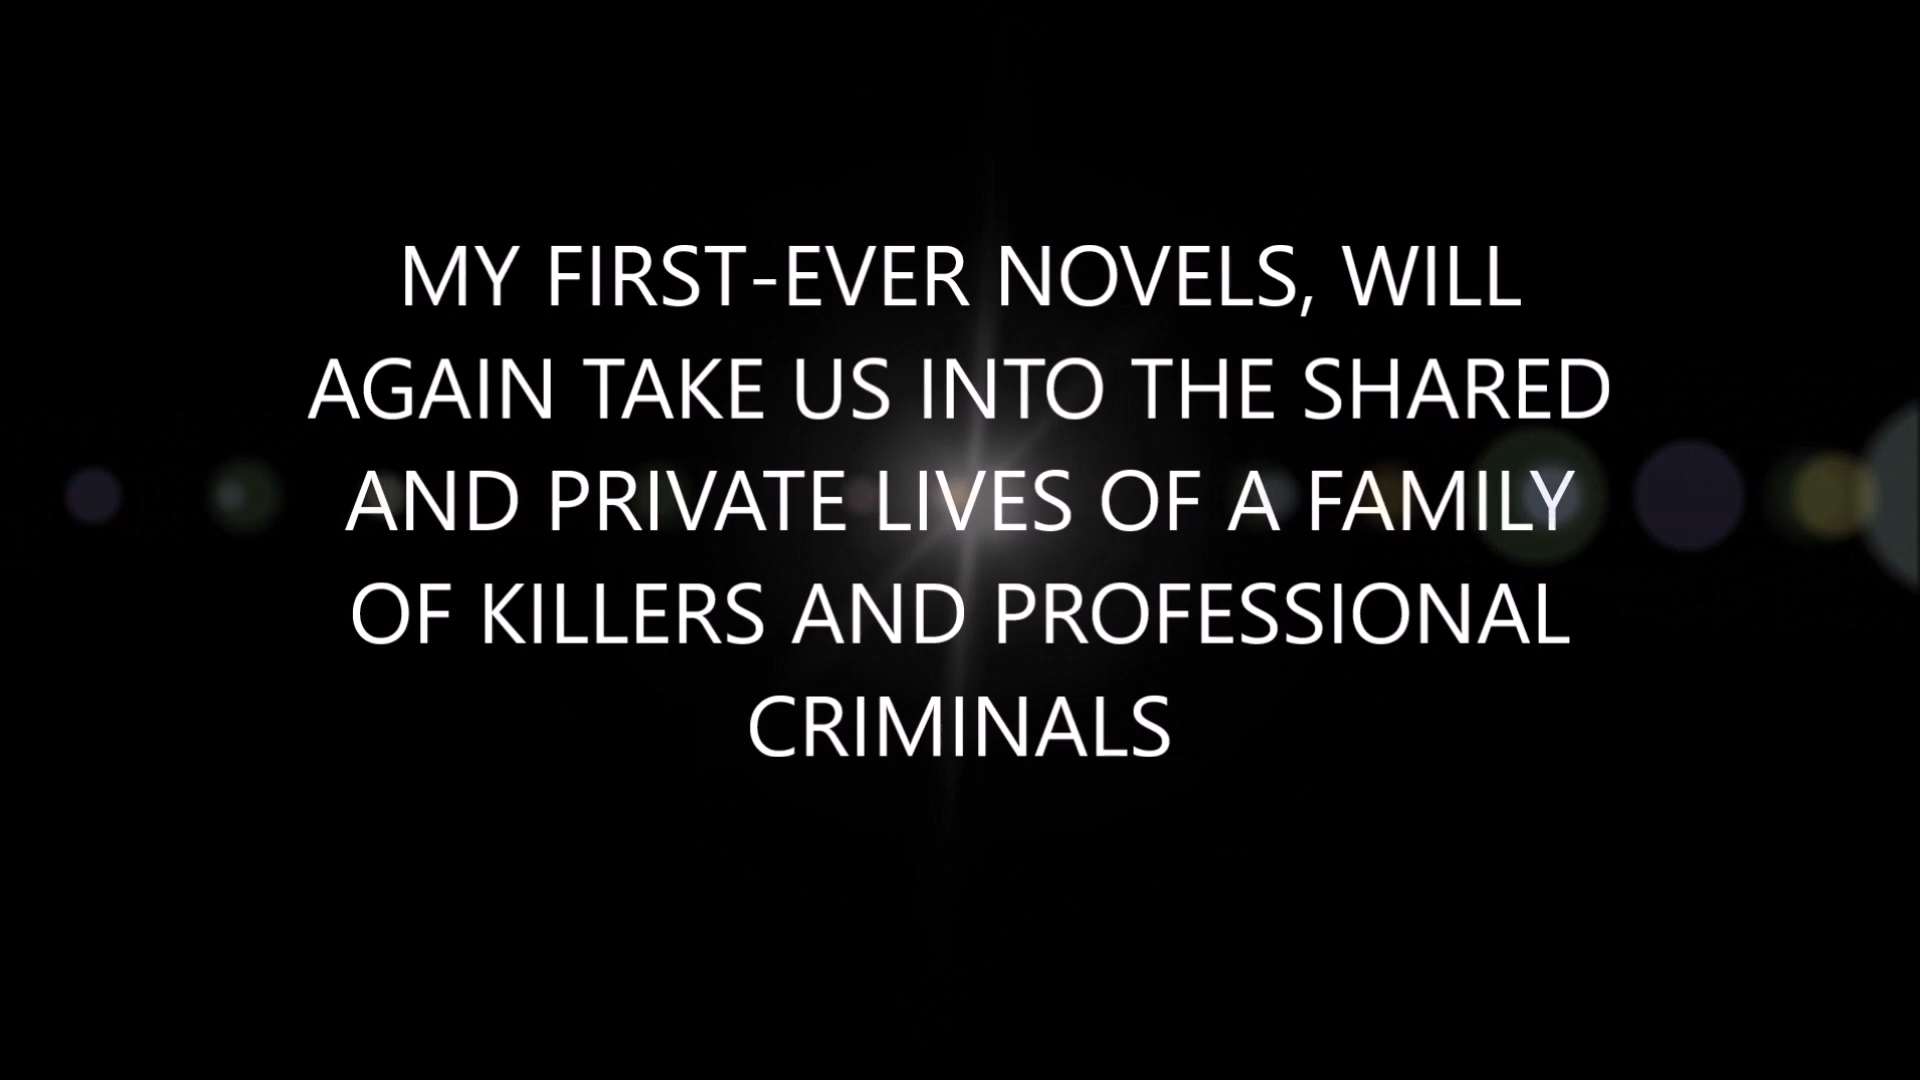 MY FIRST-EVER NOVELS, WILL
AGAIN TAKE US INTO THE SHARED
AND PRIVATE LIVES OF A FAMILY
OF KILLERS AND PROFESSIONAL
CRIMINALS